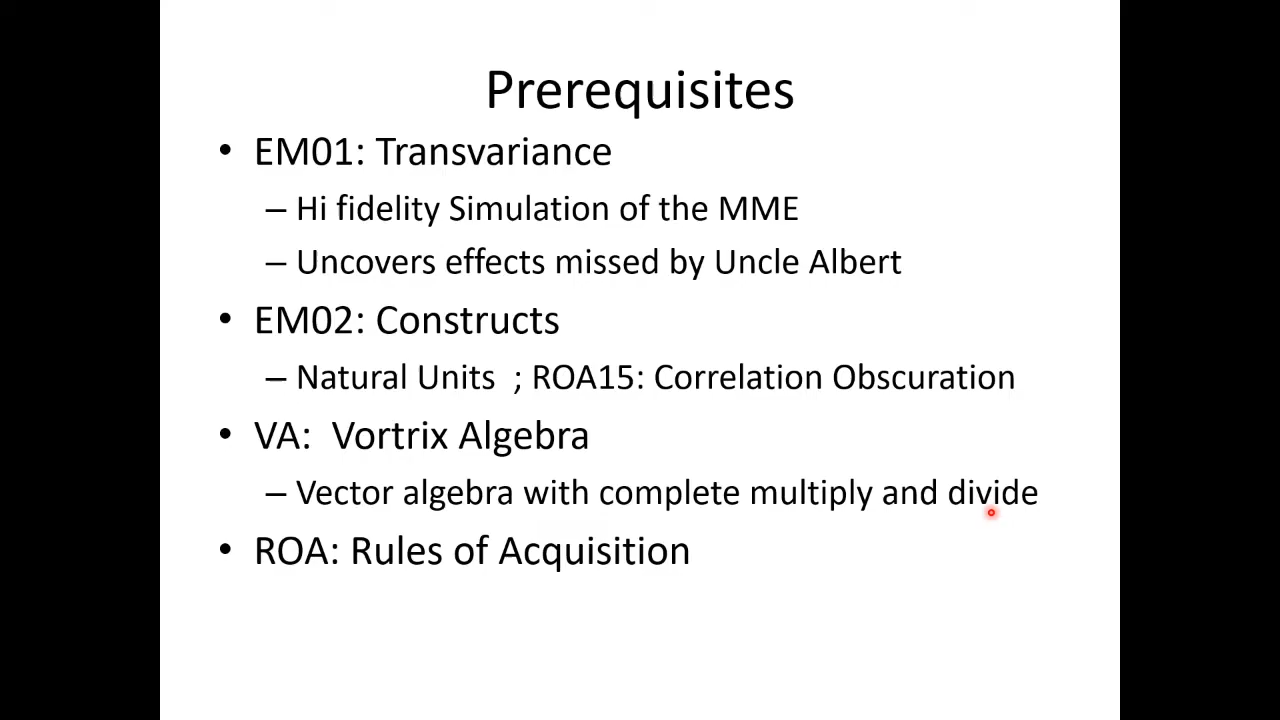 Prerequisites
• EM01: Transvariance
– Hi fidelity Simulation of the MME
– Uncovers effects missed by Uncle Albert
• EM02: Constructs
– Natural Units ; ROA15: Correlation Obscuration
• VA: Vortrix Algebra
– Vector algebra with complete multiply and divide
• ROA: Rules of Acquisition